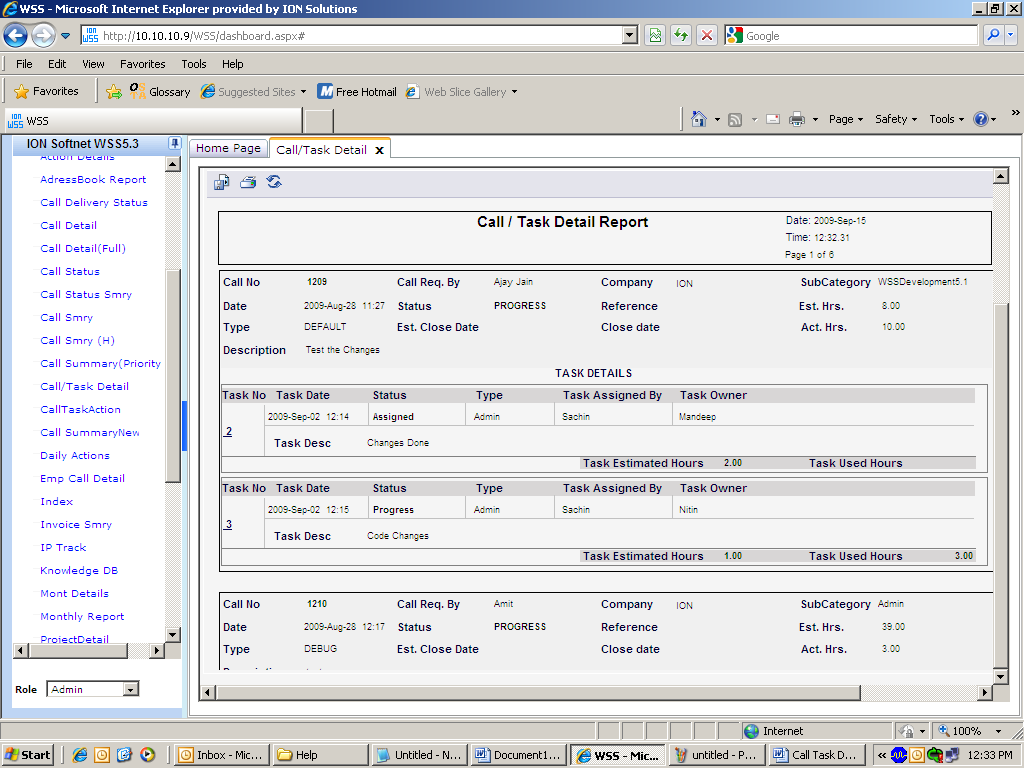 WSS - Microsoft Internet Explorer provided by ION Solutions
ION WSS http://10.10.10.9/WSS/dashboard.aspx# Google
File Edit View Favorites Tools Help
Favorites Glossary Suggested Sites Free Hotmail Web Slice Gallery
ION WSS WSS Page Safety Tools
ION Softnet WSS5.3
Action Details
AdressBook Report
Call Delivery Status
Call Detail
Call Detail(Full)
Call Status
Call Status Smry
Call Smry
Call Smry (H)
Call Summary(Priority
Call/Task Detail
CallTaskAction
Call SummaryNew
Daily Actions
Emp Call Detail
Index
Invoice Smry
IP Track
Knowledge DB
Mont Details
Monthly Report
ProjectDetail
Role Admin
Home Page Call/Task Detail x
Call / Task Detail Report
Date: 2009-Sep-15
Time: 12:32.31
Page 1 of 6
Call No 1209 Call Req. By Ajay Jain Company ION SubCategory WSSDevelopment5.1
Date 2009-Aug-28 11:27 Status PROGRESS Reference Est. Hrs. 8.00
Type DEFAULT Est. Close Date Close date Act. Hrs. 10.00
Description Test the Changes
TASK DETAILS
Task No Task Date Status Type Task Assigned By Task Owner
2 2009-Sep-02 12:14 Assigned Admin Sachin Mandeep
Task Desc Changes Done
Task Estimated Hours 2.00 Task Used Hours
Task No Task Date Status Type Task Assigned By Task Owner
3 2009-Sep-02 12:15 Progress Admin Sachin Nitin
Task Desc Code Changes
Task Estimated Hours 1.00 Task Used Hours 3.00
Call No 1210 Call Req. By Amit Company ION SubCategory Admin
Date 2009-Aug-28 12:17 Status PROGRESS Reference Est. Hrs. 39.00
Type DEBUG Est. Close Date Close date Act. Hrs. 3.00
Internet 100%
Start Inbox - Mic... Help Untitled - N... Document1... WSS - Mic... untitled - P... Call Task D... 12:33 PM